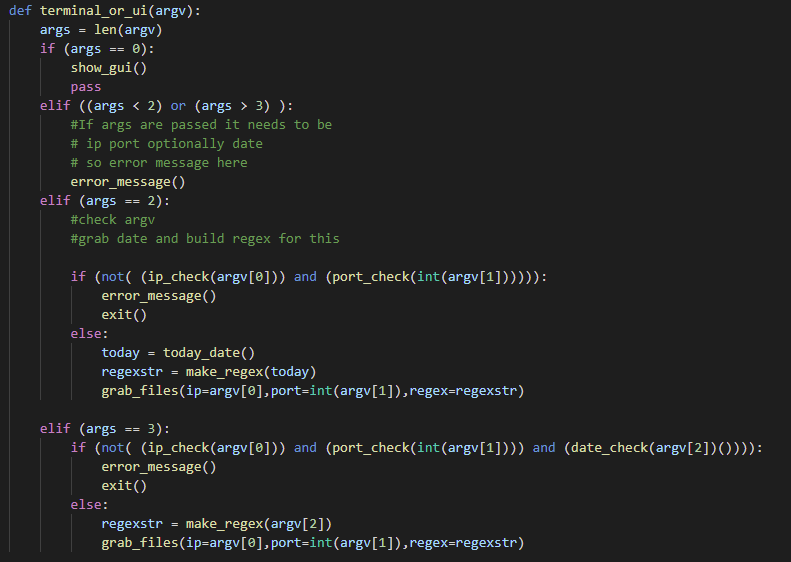 def terminal_or_ui(argv):
    args = len(argv)
    if (args == 0):
        show_gui()
        pass
    elif ((args < 2) or (args > 3) ):
        #If args are passed it needs to be
        # ip port optionally date
        # so error message here
        error_message()
    elif (args == 2):
        #check argv
        #grab date and build regex for this

        if (not( (ip_check(argv[0])) and (port_check(int(argv[1]))))):
            error_message()
            exit()
        else:
            today = today_date()
            regexstr = make_regex(today)
            grab_files(ip=argv[0],port=int(argv[1]),regex=regexstr)

    elif (args == 3):
        if (not( (ip_check(argv[0])) and (port_check(int(argv[1]))) and (date_check(argv[2])()))):
            error_message()
            exit()
        else:
            regexstr = make_regex(argv[2])
            grab_files(ip=argv[0],port=int(argv[1]),regex=regexstr)